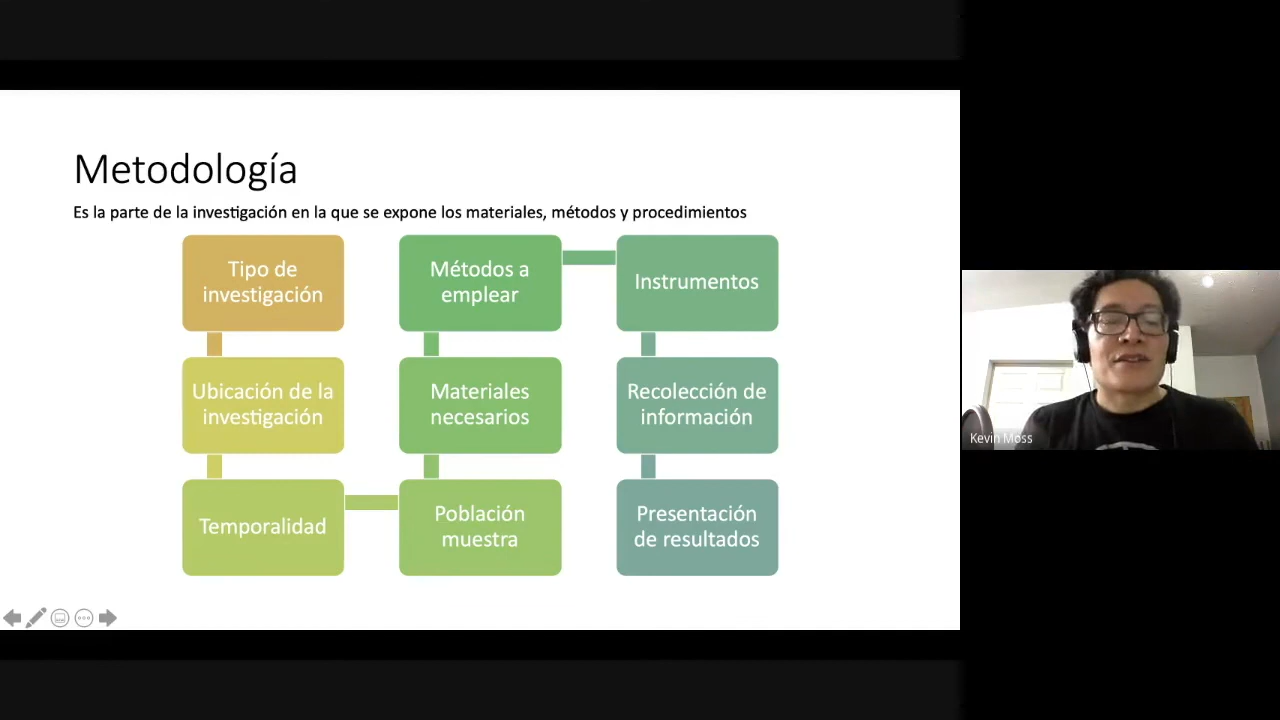 Metodología
Es la parte de la investigación en la que se expone los materiales, métodos y procedimientos
Tipo de
investigación
Ubicación de la
investigación
Temporalidad
Población
muestra
Materiales
necesarios
Métodos a
emplear
Instrumentos
Recolección de
información
Presentación
de resultados
Kevin Moss